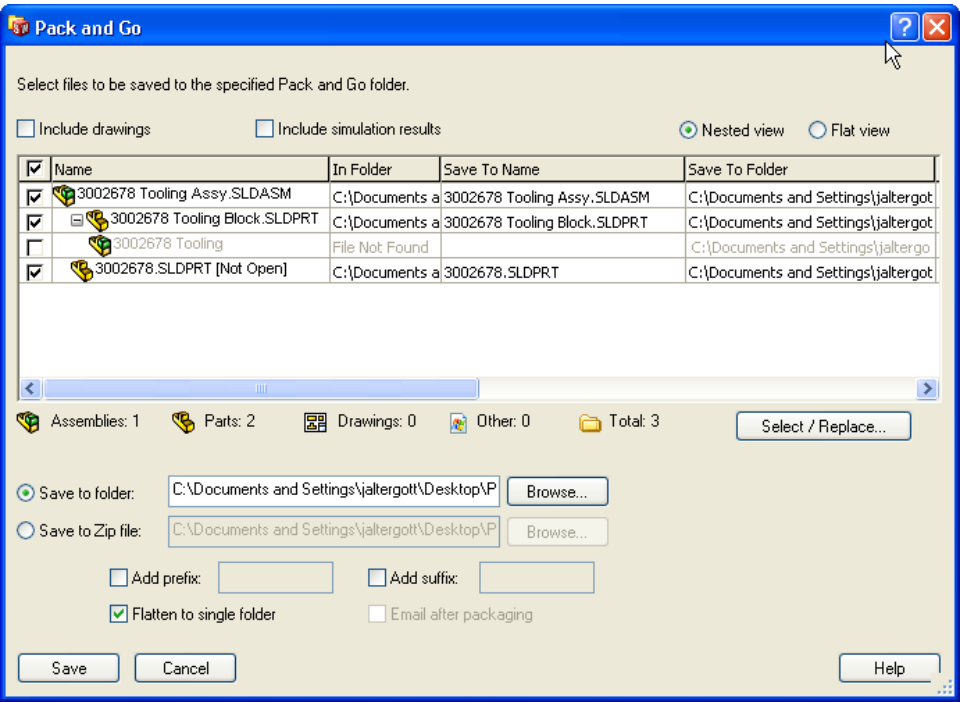 Pack and Go
Select files to be saved to the specified Pack and Go folder.
Include drawings Include simulation results Nested view Flat view
Name In Folder Save To Name Save To Folder
3002678 Tooling Assy.SLDASM C:\Documents a 3002678 Tooling Assy.SLDASM C:\Documents and Settings\jaltergot
3002678 Tooling Block.SLDPRT C:\Documents a 3002678 Tooling Block.SLDPRT C:\Documents and Settings\jaltergot
3002678 Tooling File Not Found C:\Documents and Settings\jaltergo
3002678.SLDPRT [Not Open] C:\Documents a 3002678.SLDPRT C:\Documents and Settings\jaltergot
Assemblies: 1 Parts: 2 Drawings: 0 Other: 0 Total: 3 Select / Replace...
Save to folder: C:\Documents and Settings\jaltergott\Desktop\P Browse...
Save to Zip file: C:\Documents and Settings\jaltergott\Desktop\P Browse...
Add prefix: Add suffix:
Flatten to single folder Email after packaging
Save Cancel Help